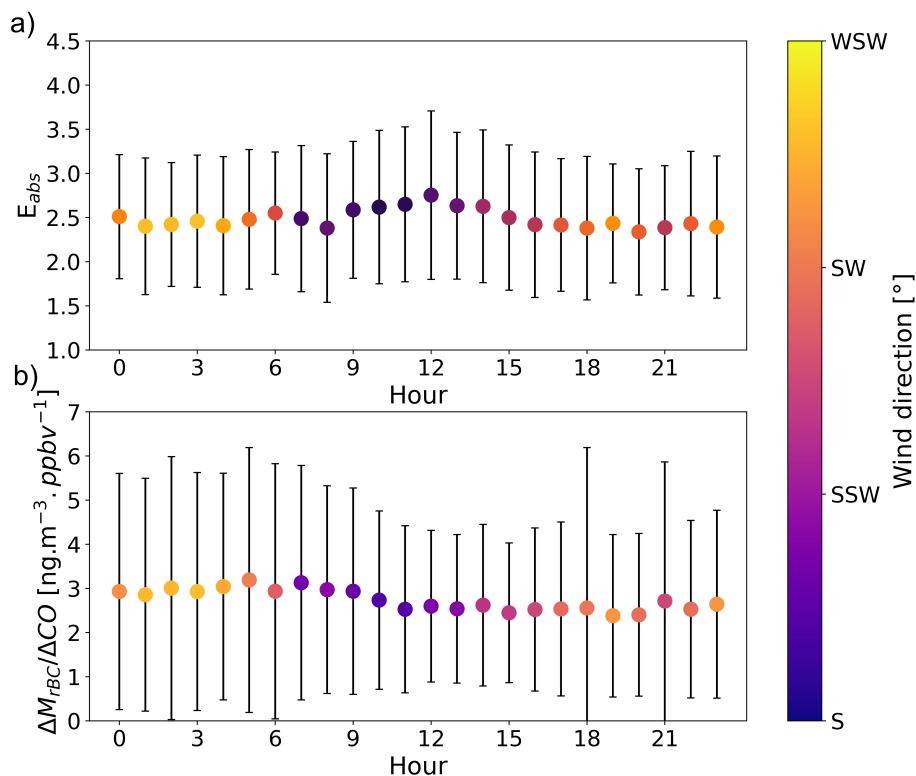 a)
4.5
4.0
3.5
3.0
2.5
2.0
1.5
1.0
E_abs
0 3 6 9 12 15 18 21
Hour
b)
7
6
5
4
3
2
1
0
ΔM_rBC/ΔCO [ng.m⁻³. ppbv⁻¹]
0 3 6 9 12 15 18 21
Hour
WSW
SW
SSW
S
Wind direction [°]